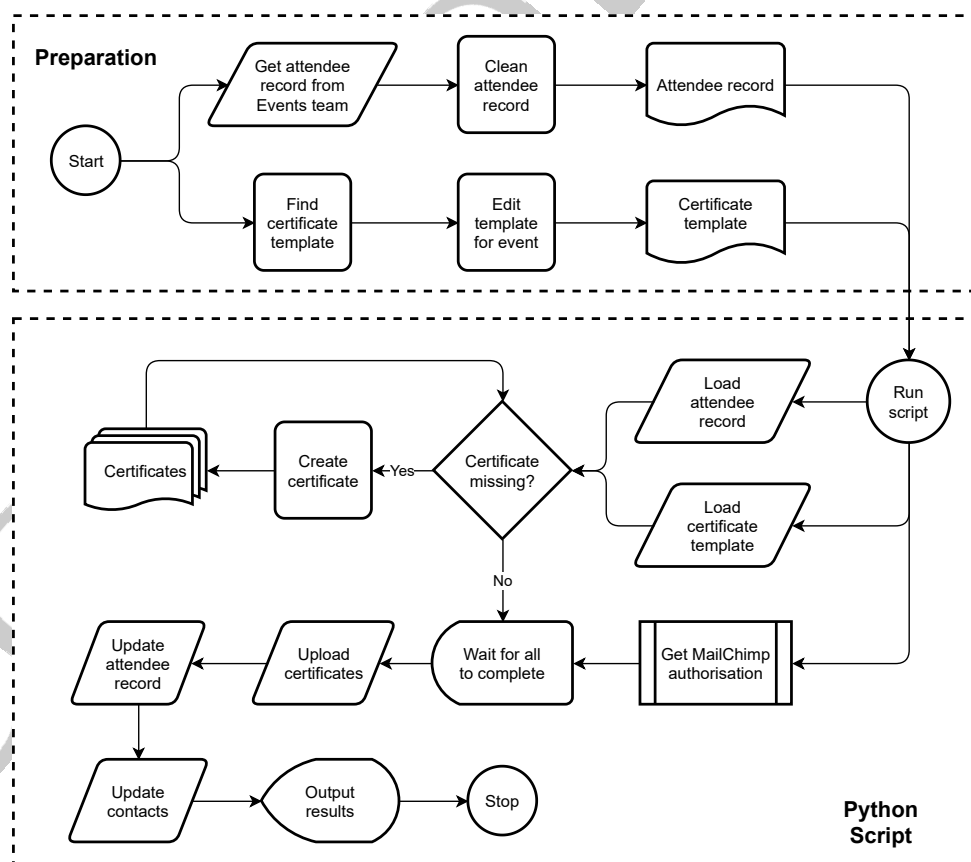 Preparation
Get attendee
record from
Events team
Clean
attendee
record
Attendee record
Start
Find
certificate
template
Edit
template
for event
Certificate
template
Run
script
Load
attendee
record
Certificates
Create
certificate
Yes
Certificate
missing?
Load
certificate
template
No
Update
attendee
record
Upload
certificates
Wait for all
to complete
Get MailChimp
authorisation
Update
contacts
Output
results
Stop
Python
Script